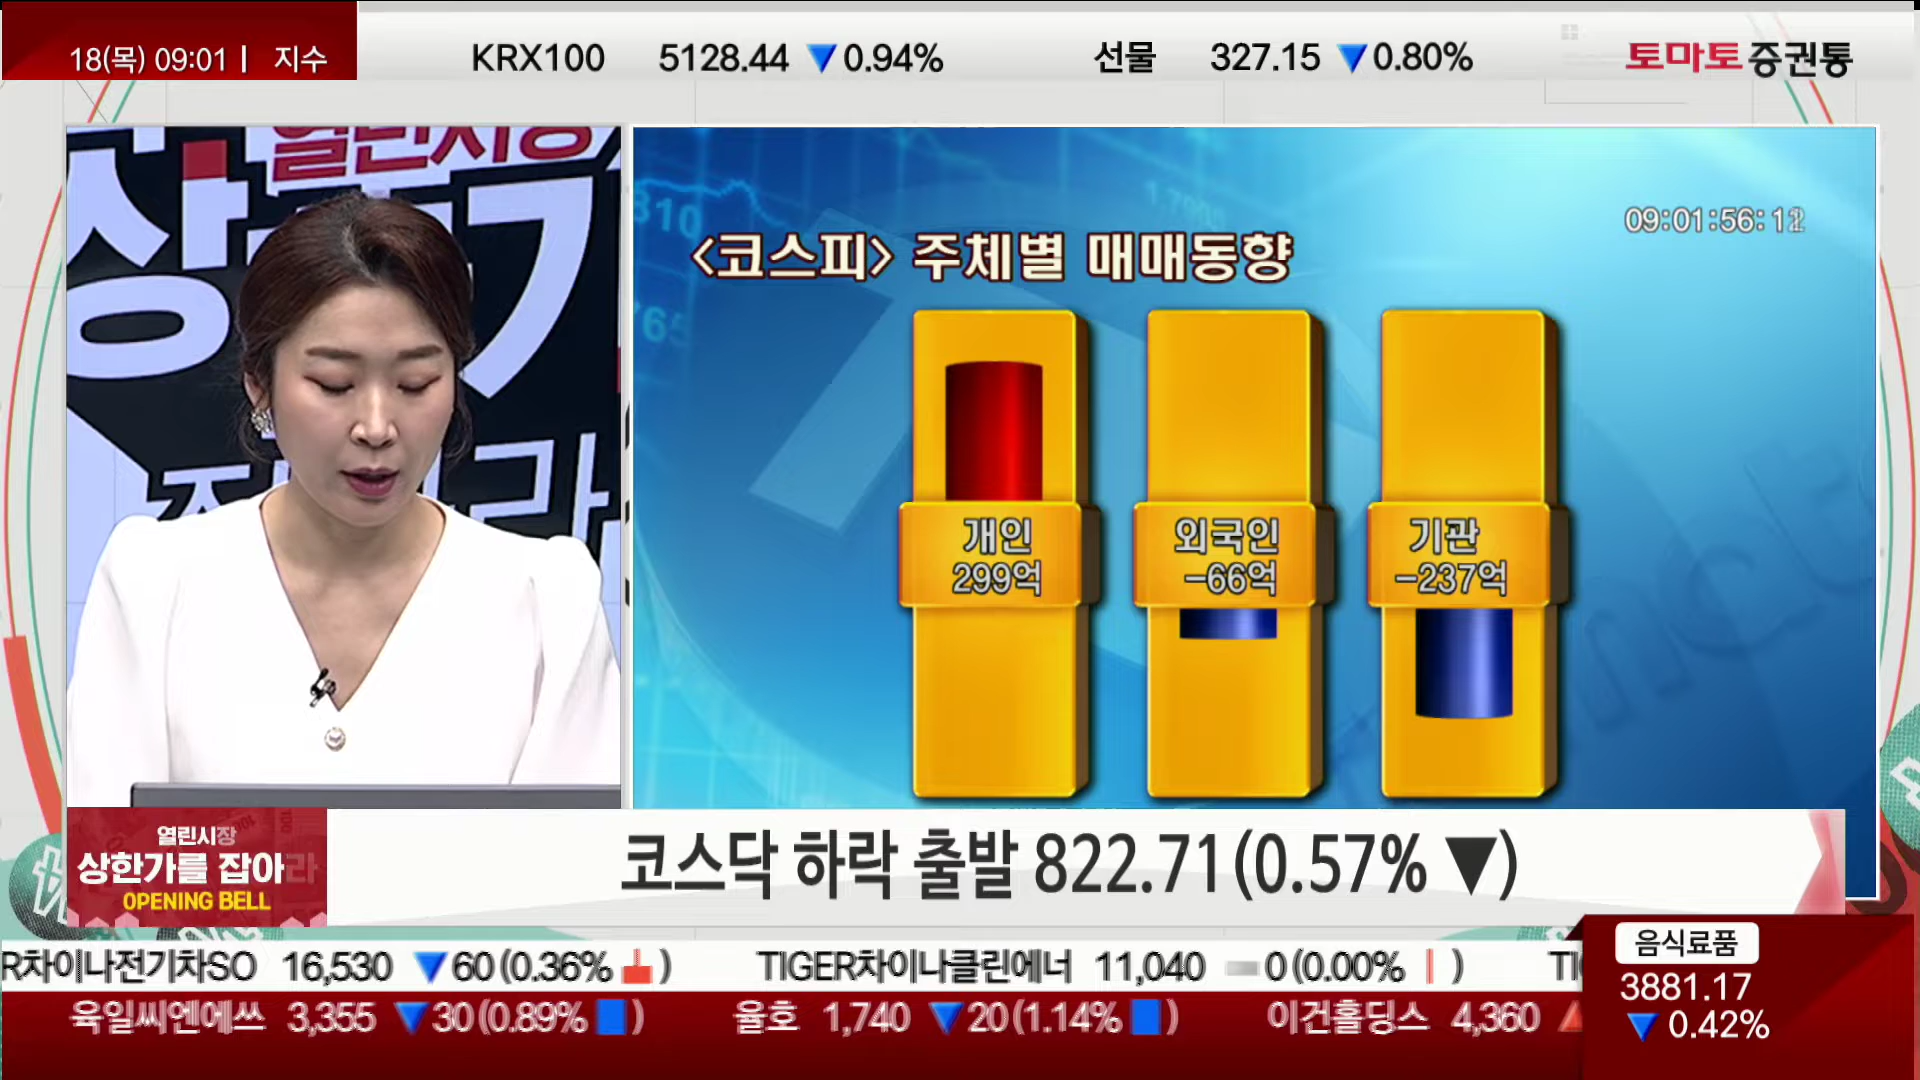 18(목) 09:01 | 지수 KRX100 5128.44 ▼0.94% 선물 327.15 ▼0.80% 토마토증권통
열린시장
09:01:56:12
<코스피> 주체별 매매동향
개인 외국인 기관
299억 -66억 -237억
열린시장
상한가를 잡아라
OPENING BELL
코스닥 하락 출발 822.71(0.57% ▼)
R차이나전기차SO 16,530 ▼60(0.36% ) TIGER차이나클린에너 11,040 0(0.00% )
육일씨엔에쓰 3,355 ▼30(0.89% ) 율호 1,740 ▼20(1.14% ) 이건홀딩스 4,360 ▲
음식료품
3881.17
▼ 0.42%